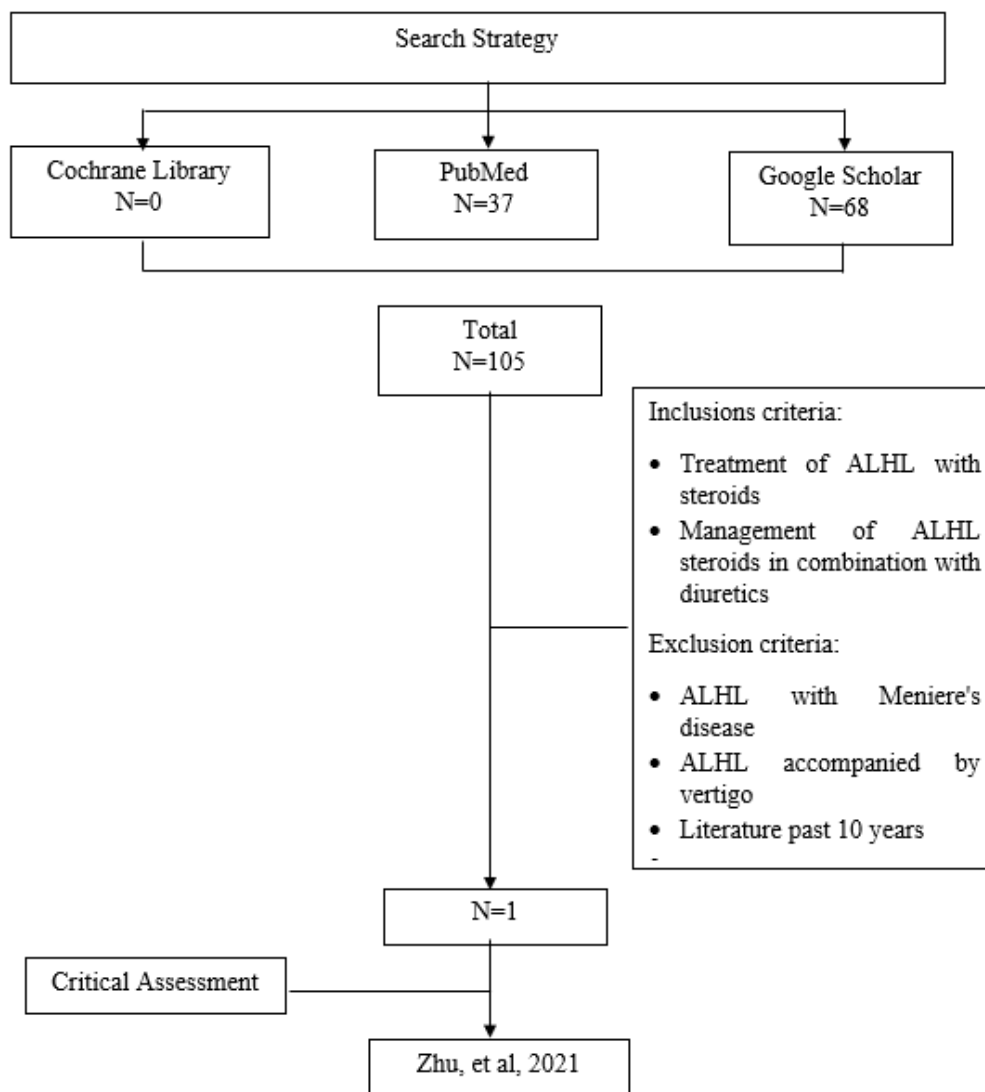 Search Strategy
Cochrane Library
N=0
PubMed
N=37
Google Scholar
N=68
Total
N=105
Inclusions criteria:
• Treatment of ALHL with
steroids
• Management of ALHL
steroids in combination with
diuretics
Exclusion criteria:
• ALHL with Meniere's
disease
• ALHL accompanied by
vertigo
• Literature past 10 years
-
N=1
Critical Assessment
Zhu, et al, 2021